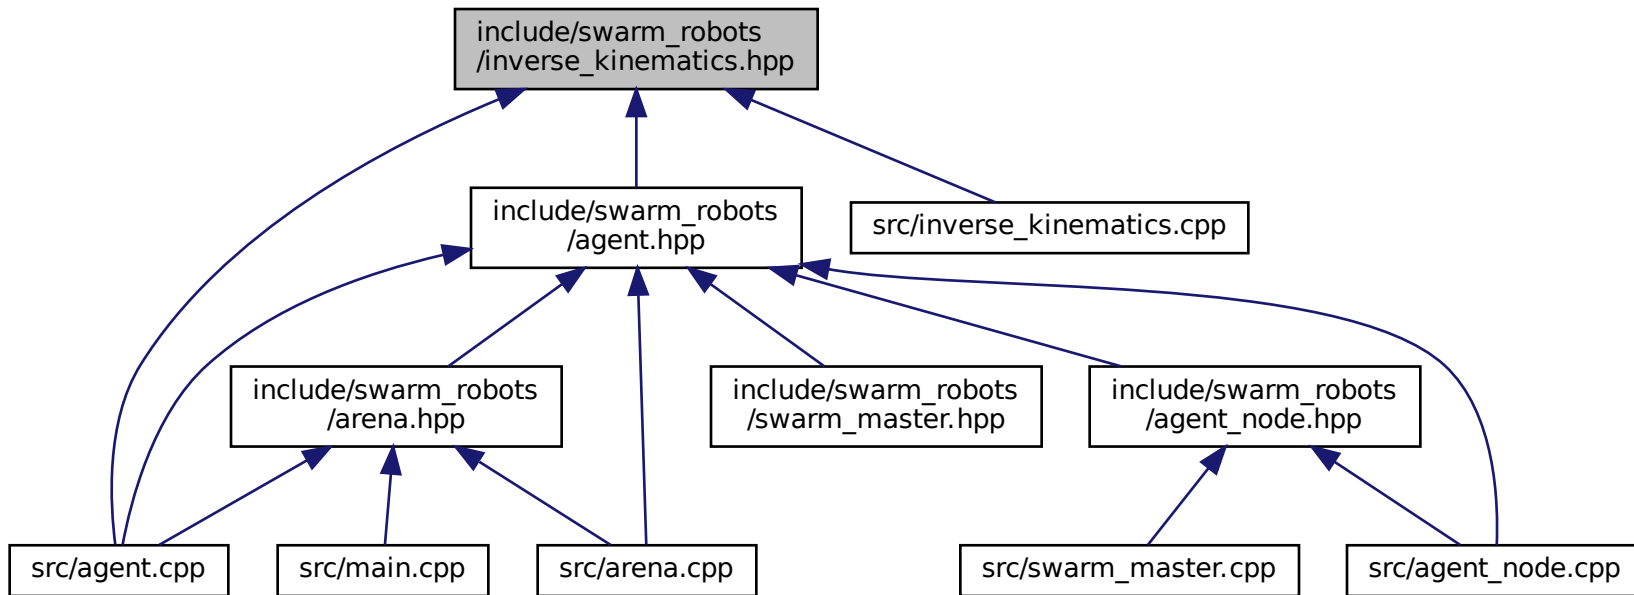 include/swarm_robots
/inverse_kinematics.hpp
include/swarm_robots
/agent.hpp
src/inverse_kinematics.cpp
include/swarm_robots
/arena.hpp
include/swarm_robots
/swarm_master.hpp
include/swarm_robots
/agent_node.hpp
src/agent.cpp
src/main.cpp
src/arena.cpp
src/swarm_master.cpp
src/agent_node.cpp